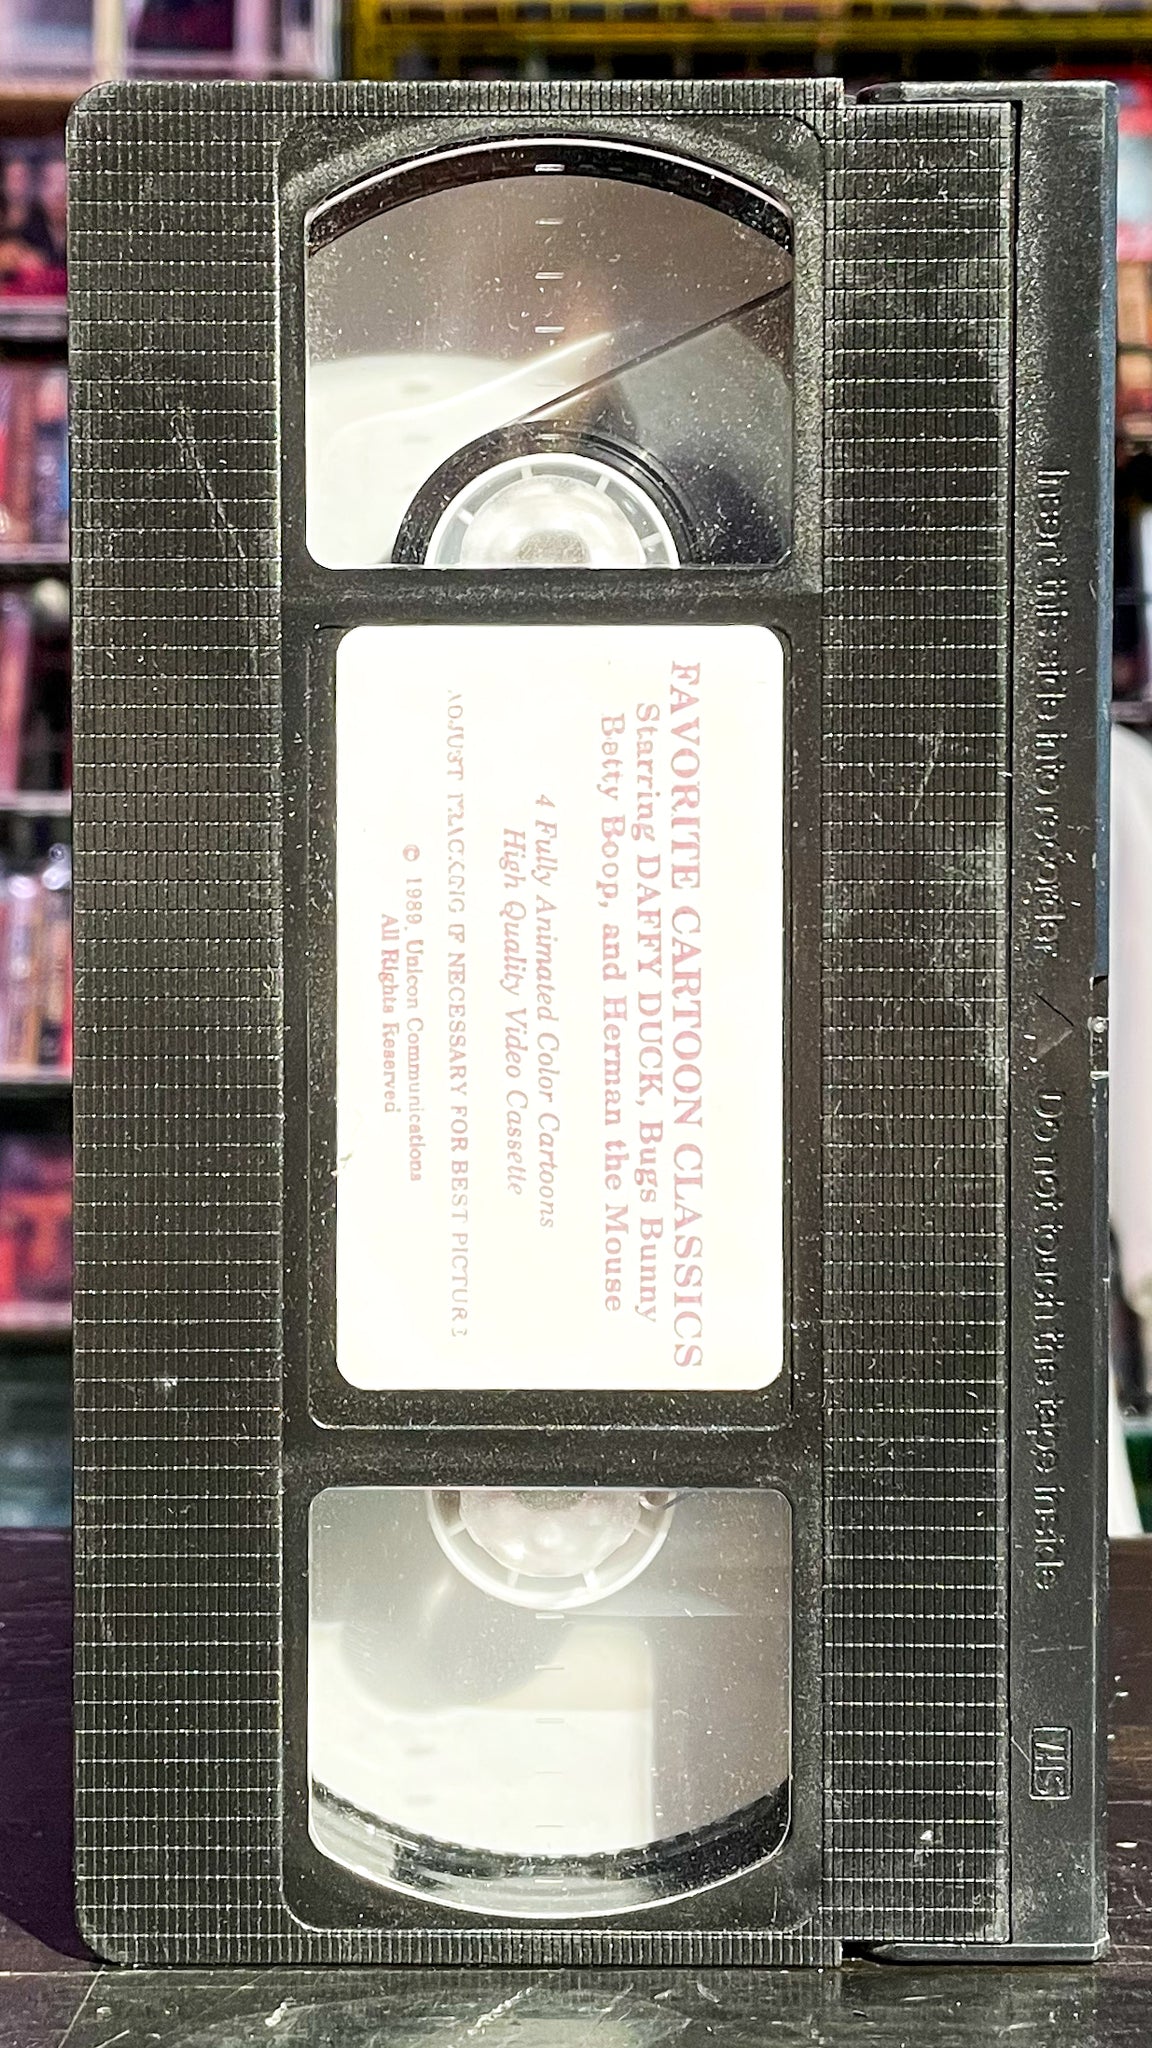 FAVORITE CARTOON CLASSICS
Starring DAFFY DUCK, Bugs Bunny
Betty Boop, and Herman the Mouse
4 Fully Animated Color Cartoons
High Quality Video Cassette
ADJUST TRACKING IF NECESSARY FOR BEST PICTURE
© 1989, Unicon Communications
All Rights Reserved
Insert this side into recorder
Do not touch the tape inside
VHS